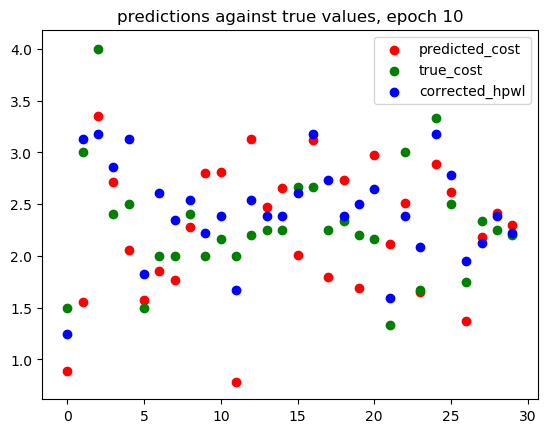 predictions against true values, epoch 10
predicted_cost
true_cost
corrected_hpwl
4.0
3.5
3.0
2.5
2.0
1.5
1.0
0 5 10 15 20 25 30